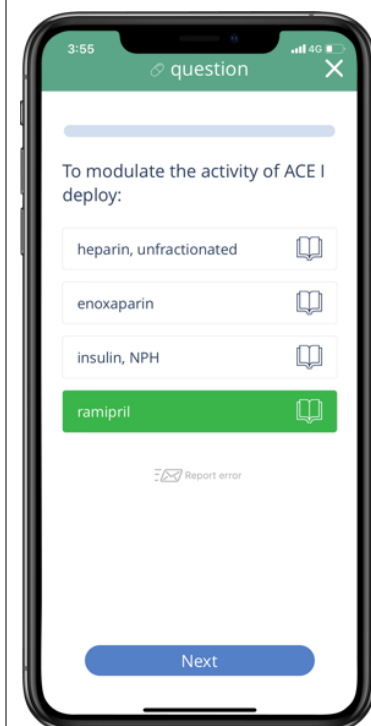 3:55
4G
question
To modulate the activity of ACE I
deploy:
heparin, unfractionated
enoxaparin
insulin, NPH
ramipril
Report error
Next